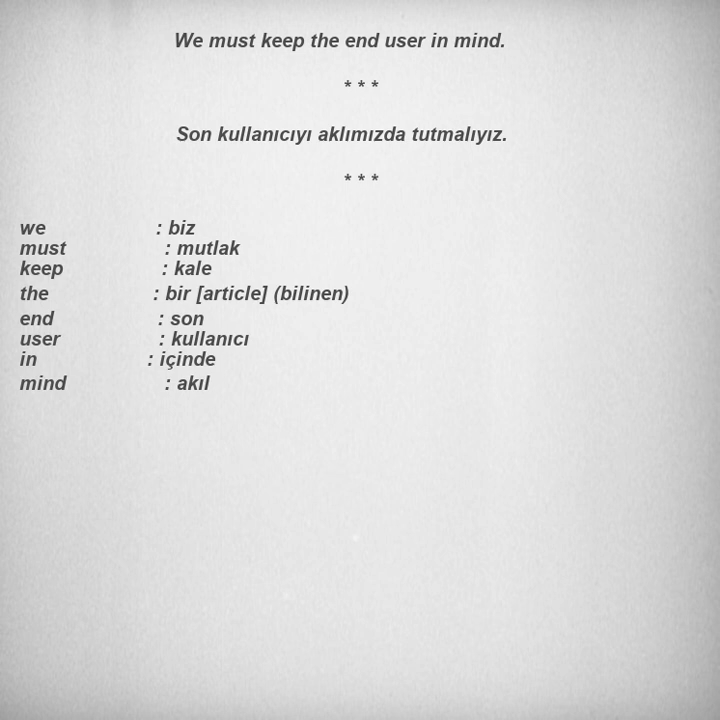 We must keep the end user in mind.
* * *
Son kullanıcıyı aklımızda tutmalıyız.
* * *
we : biz
must : mutlak
keep : kale
the : bir [article] (bilinen)
end : son
user : kullanıcı
in : içinde
mind : akıl